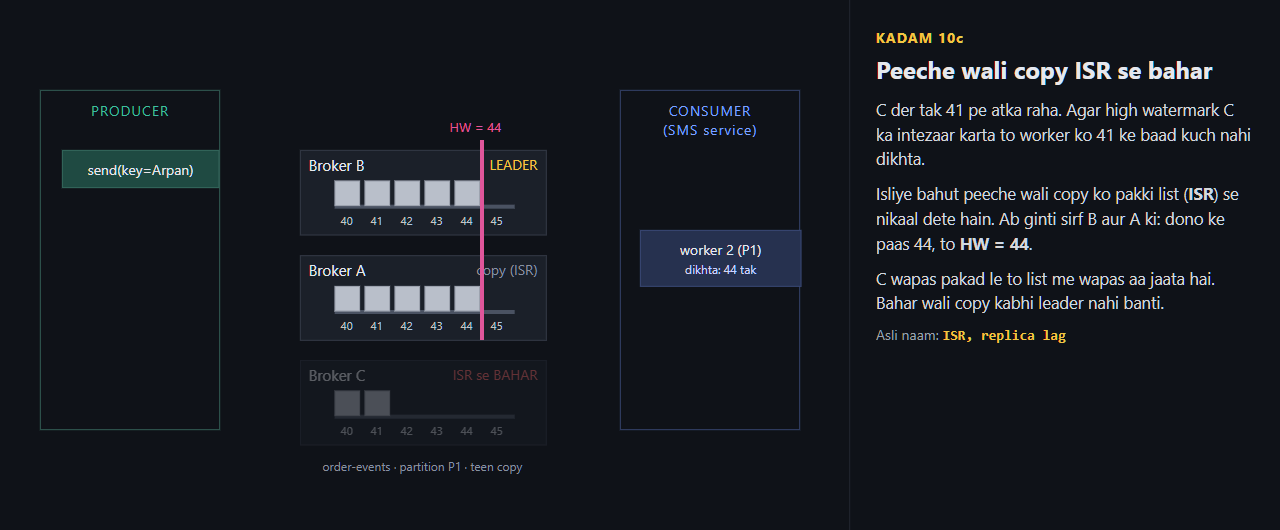 PRODUCER
send(key=Arpan)
HW = 44
Broker B
LEADER
40 41 42 43 44 45
Broker A
copy (ISR)
40 41 42 43 44 45
Broker C
ISR se BAHAR
40 41 42 43 44 45
order-events · partition P1 · teen copy
CONSUMER
(SMS service)
worker 2 (P1)
dikhta: 44 tak
KADAM 10c
Peeche wali copy ISR se bahar
C der tak 41 pe atka raha. Agar high watermark C
ka intezaar karta to worker ko 41 ke baad kuch nahi
dikhta.
Isliye bahut peeche wali copy ko pakki list (ISR) se
nikaal dete hain. Ab ginti sirf B aur A ki: dono ke
paas 44, to HW = 44.
C wapas pakad le to list me wapas aa jaata hai.
Bahar wali copy kabhi leader nahi banti.
Asli naam: ISR, replica lag